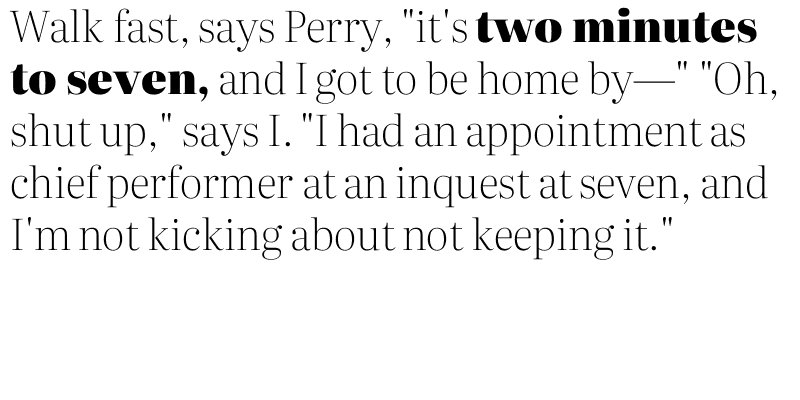 Walk fast, says Perry, "it's two minutes
to seven, and I got to be home by—" "Oh,
shut up," says I. "I had an appointment as
chief performer at an inquest at seven, and
I'm not kicking about not keeping it."